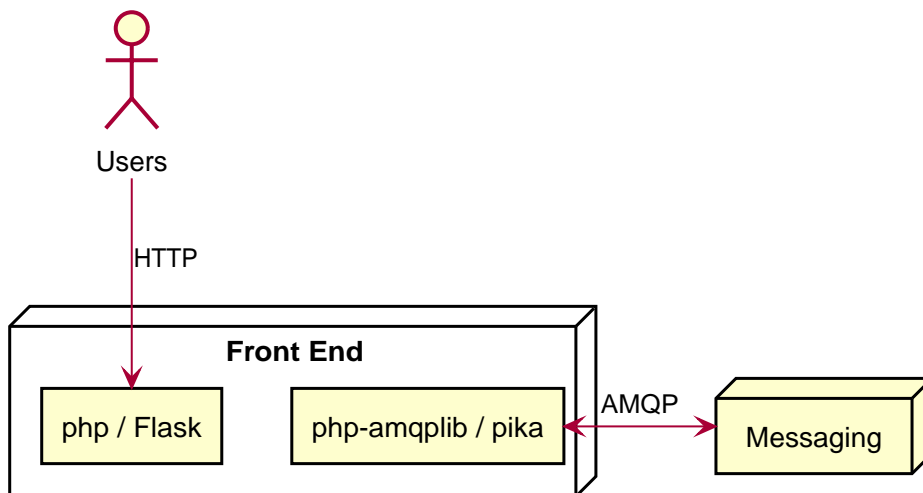 Users
HTTP
Front End
php / Flask
php-amqplib / pika
AMQP
Messaging